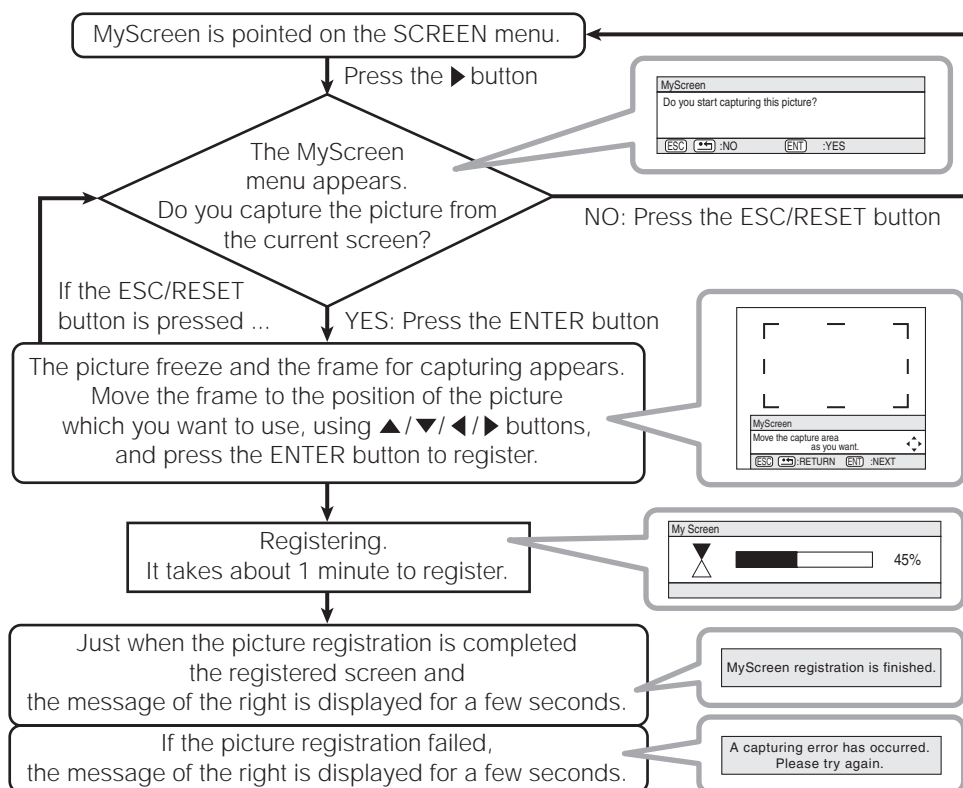 MyScreen is pointed on the SCREEN menu.
Press the ▶ button
MyScreen
Do you start capturing this picture?
ESC :NO ENT :YES
The MyScreen
menu appears.
Do you capture the picture from
the current screen?
NO: Press the ESC/RESET button
If the ESC/RESET
button is pressed ...
YES: Press the ENTER button
The picture freeze and the frame for capturing appears.
Move the frame to the position of the picture
which you want to use, using ▲/▼/◀/▶ buttons,
and press the ENTER button to register.
MyScreen
Move the capture area
as you want.
ESC :RETURN ENT :NEXT
Registering.
It takes about 1 minute to register.
My Screen
45%
Just when the picture registration is completed
the registered screen and
the message of the right is displayed for a few seconds.
MyScreen registration is finished.
If the picture registration failed,
the message of the right is displayed for a few seconds.
A capturing error has occurred.
Please try again.